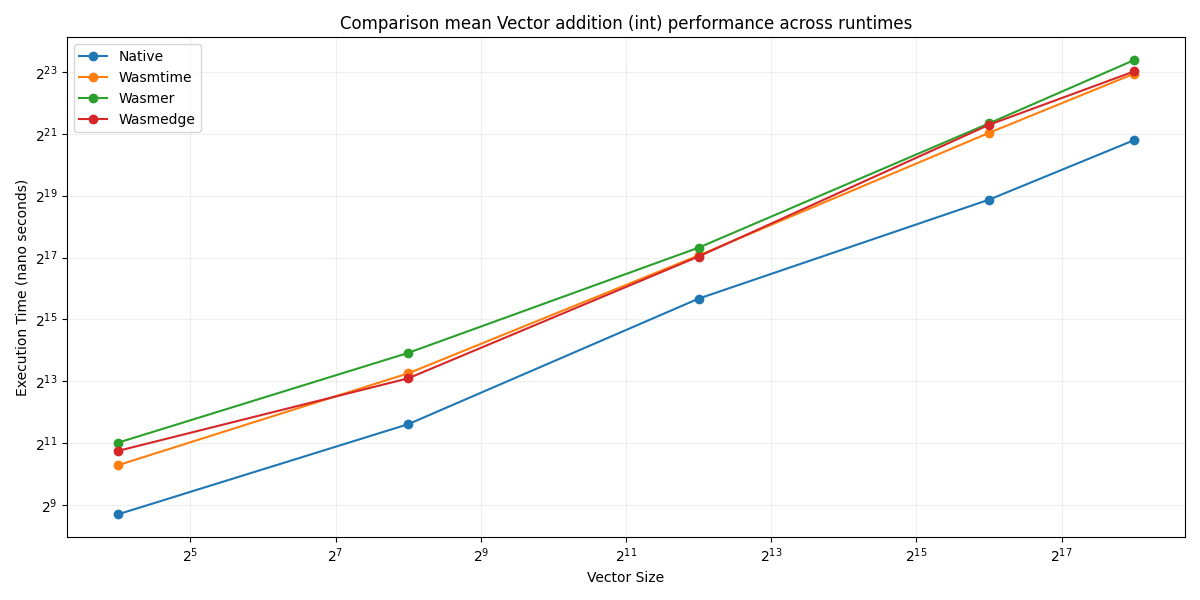 Comparison mean Vector addition (int) performance across runtimes
Native
Wasmtime
Wasmer
Wasmedge
Execution Time (nano seconds)
2^23
2^21
2^19
2^17
2^15
2^13
2^11
2^9
2^5 2^7 2^9 2^11 2^13 2^15 2^17
Vector Size